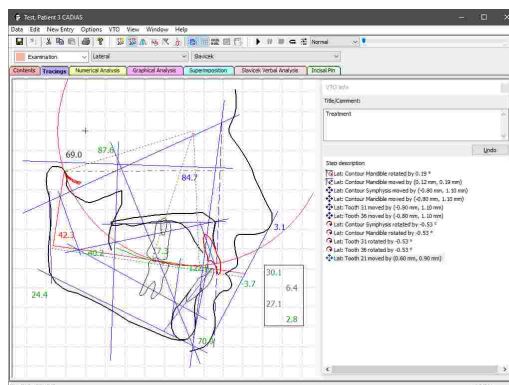 Test, Patient 3 CADIAS
Date Edit New Entry Options VTO View Window Help
Normal
Examination Lateral Slavicek
Contents Tracings Numerical Analysis Graphical Analysis Superimposition Slavicek Verbal Analysis Incisal Pin
VTO Info
Title/Comment:
Treatment
Undo
Step description
Lat: Contour Mandible rotated by 0.19 °
Lat: Contour Mandible moved by (0.12 mm, 0.19 mm)
Lat: Contour Symphysis moved by (-0.80 mm, 1.10 mm)
Lat: Contour Mandible moved by (-0.80 mm, 1.10 mm)
Lat: Tooth 31 moved by (-0.80 mm, 1.10 mm)
Lat: Tooth 36 moved by (-0.80 mm, 1.10 mm)
Lat: Contour Symphysis rotated by -0.53 °
Lat: Contour Mandible rotated by -0.53 °
Lat: Tooth 31 rotated by -0.53 °
Lat: Tooth 36 rotated by -0.53 °
Lat: Tooth 21 moved by (0.60 mm, 0.90 mm)
87.6
69.0
84.7
3.1
42.3
40.2
7.3
30.1
-3.7
6.4
24.4
27.1
2.8